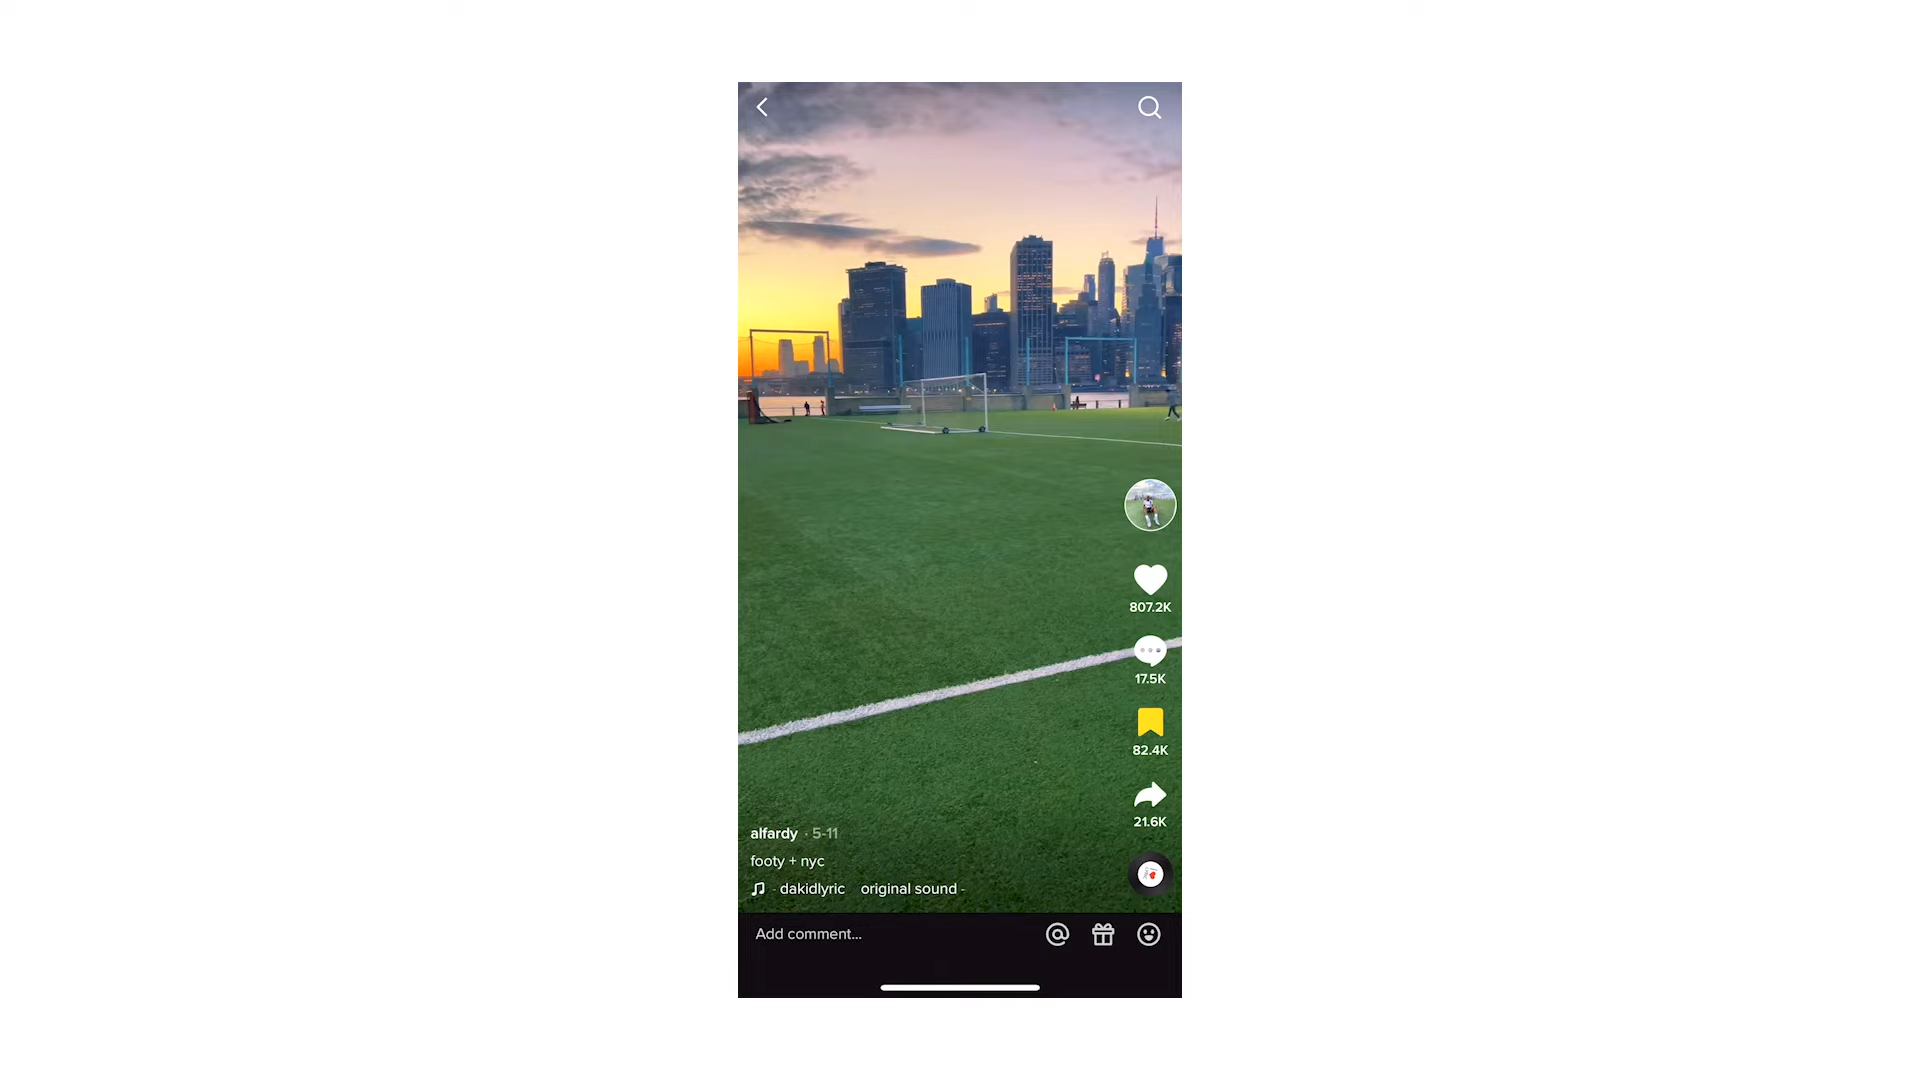 807.2K
17.5K
82.4K
21.6K
alfardy · 5-11
footy + nyc
- dakidlyric original sound -
Add comment...